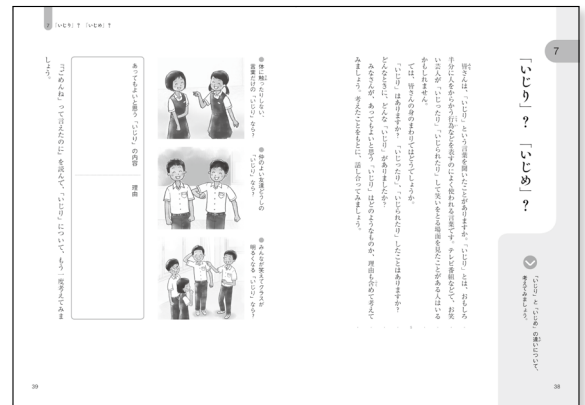 7
「いじり」? 「いじめ」?
「いじり」と「いじめ」の違いについて、
考えてみましょう。
皆さんは、「いじり」という言葉を聞いたことがありますか。「いじり」とは、おもしろ
半分に人をからかう行為などを表すのによく使われる言葉です。テレビ番組などで、お笑
い芸人が「いじったり」「いじられたり」して笑いをとる場面を見たことがある人はいる
かもしれません。
では、皆さんの身のまわりではどうでしょうか。
「いじり」はありますか?「いじったり」、「いじられたり」したことはありますか?
どんなときに、どんな「いじり」がありましたか?
みなさんが、あってもよいと思う「いじり」はどのようなものか、理由も含めて考えて
みましょう。考えたことをもとに、話し合ってみましょう。
38
7 「いじり」? 「いじめ」?
体に触ったりしない、
言葉だけの「いじり」なら?
仲のよい友達どうしの
「いじり」なら?
みんなが笑えてクラスが
明るくなる「いじり」なら?
あってもよいと思う「いじり」の内容
理由
『「ごめんね」って言えたのに』を読んで、「いじり」について、もう一度考えてみま
しょう。
39